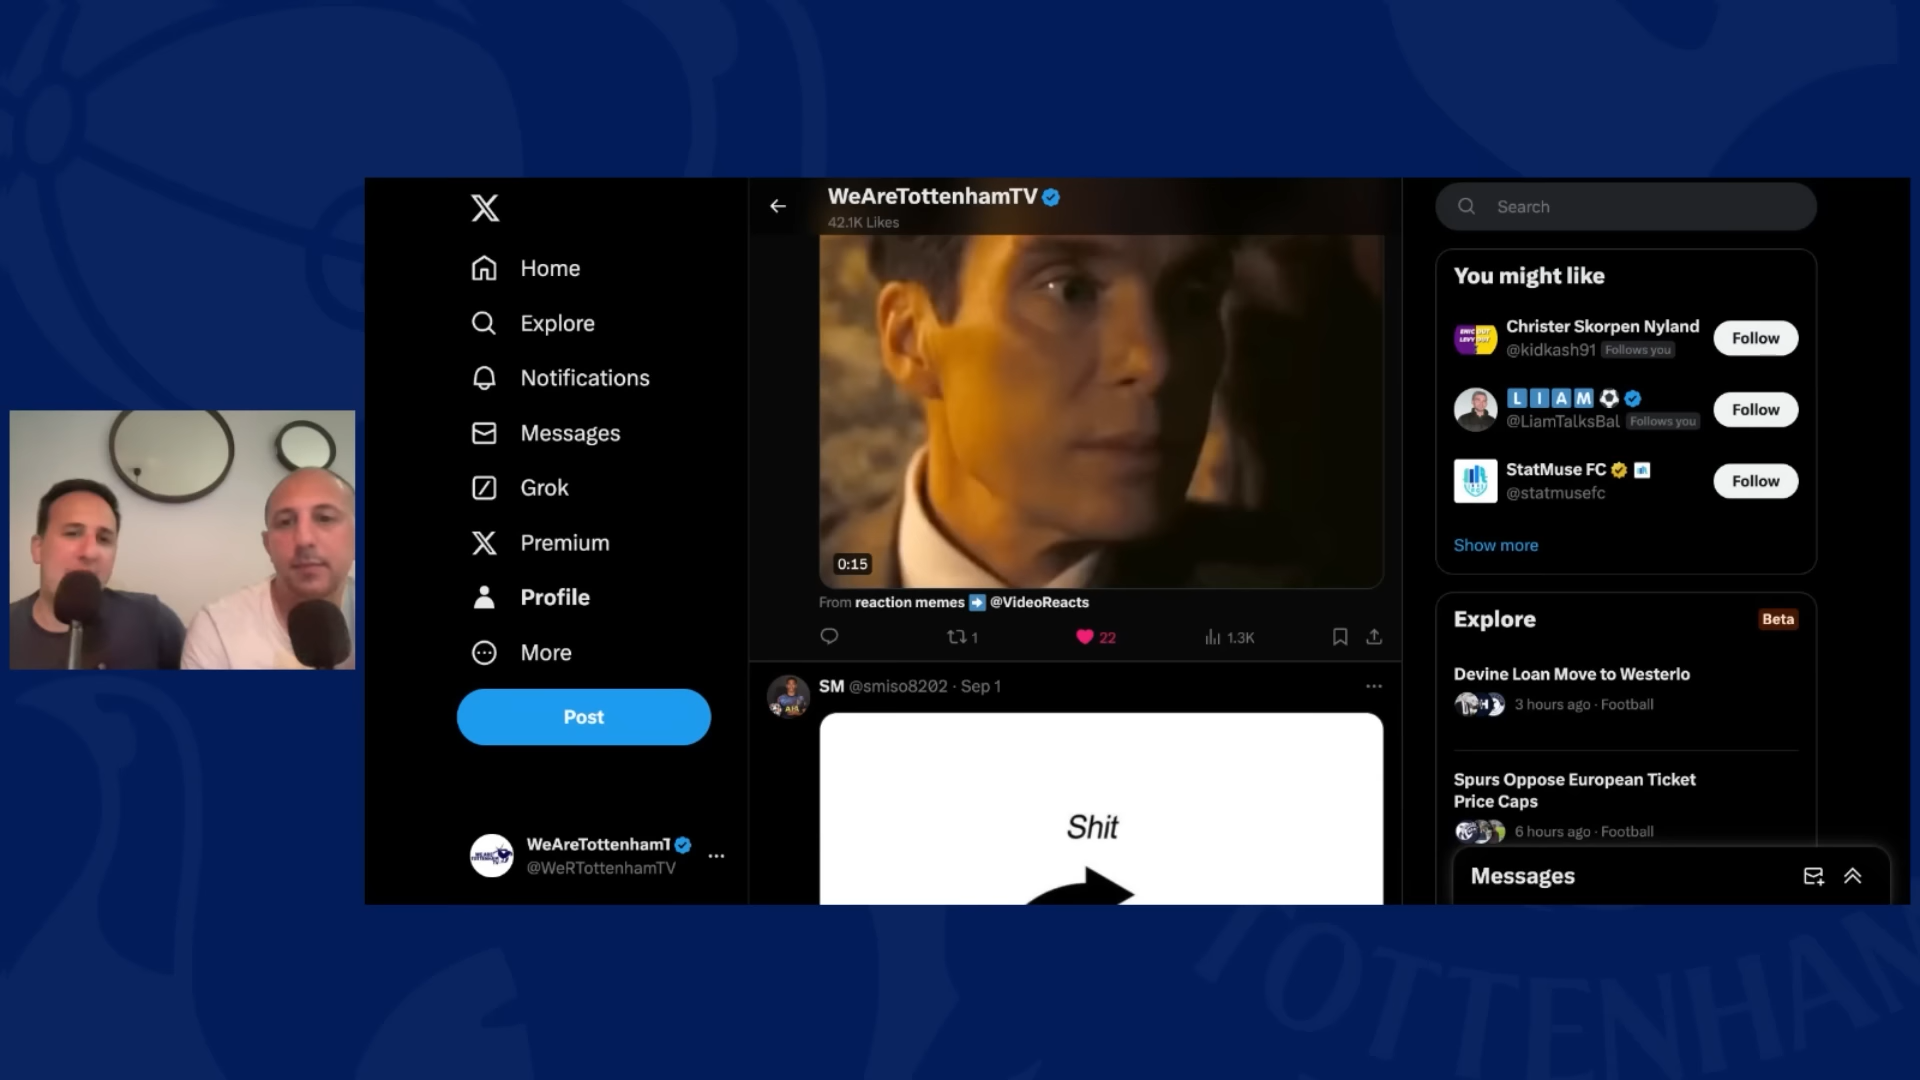 Home
Explore
Notifications
Messages
Grok
Premium
Profile
More
Post
WeAreTottenhamT
@WeRTottenhamTV
WeAreTottenhamTV
42.1K Likes
0:15
From reaction memes ➡️ @VideoReacts
1
22
1.3K
SM @smiso8202 · Sep 1
Shit
Search
You might like
Christer Skorpen Nyland
@kidkash91 Follows you
Follow
LIAM
@LiamTalksBal Follows you
Follow
StatMuse FC
@statmusefc
Follow
Show more
Explore
Beta
Devine Loan Move to Westerlo
3 hours ago · Football
Spurs Oppose European Ticket
Price Caps
6 hours ago · Football
Messages
TOTTENHAM